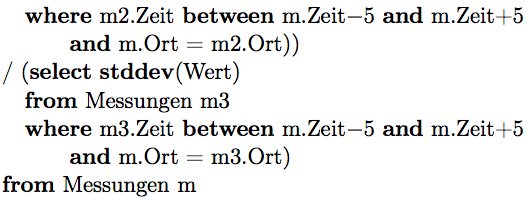 where m2.Zeit between m.Zeit−5 and m.Zeit+5
and m.Ort = m2.Ort))
/ (select stddev(Wert)
from Messungen m3
where m3.Zeit between m.Zeit−5 and m.Zeit+5
and m.Ort = m3.Ort)
from Messungen m